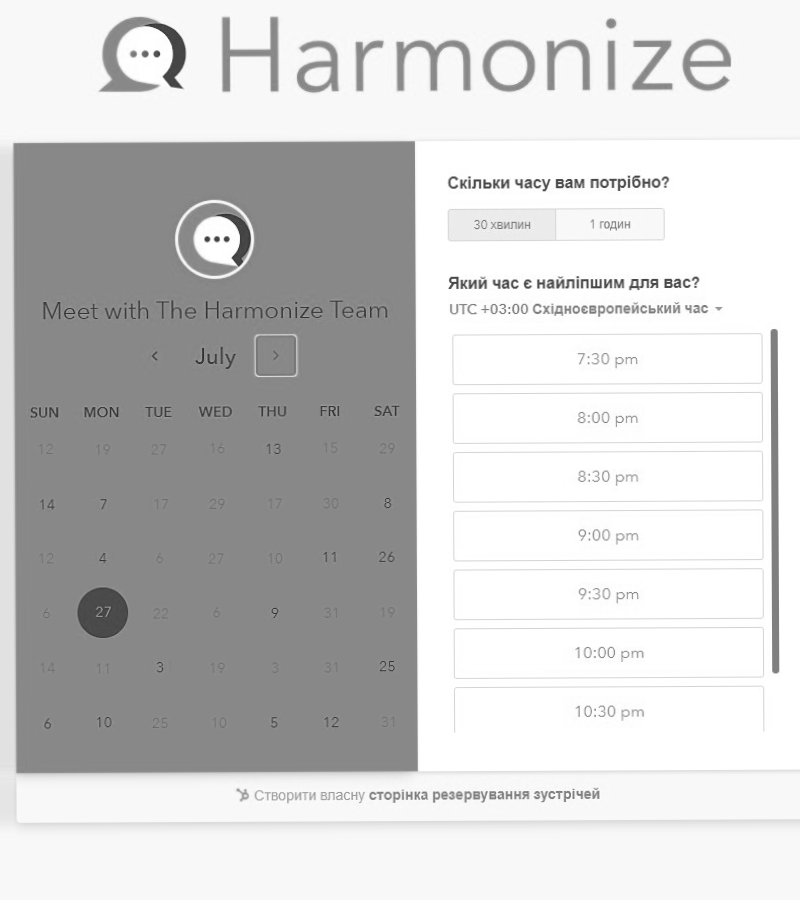 Harmonize
Meet with The Harmonize Team
July
SUN MON TUE WED THU FRI SAT
12 19 27 16 13 15 29
14 7 17 29 17 30 8
12 4 6 27 10 11 26
6 27 22 6 9 31 19
14 11 3 19 3 31 25
6 10 25 10 5 12 31
Скільки часу вам потрібно?
30 хвилин 1 годин
Який час є найліпшим для вас?
UTC +03:00 Східноєвропейський час
7:30 pm
8:00 pm
8:30 pm
9:00 pm
9:30 pm
10:00 pm
10:30 pm
Створити власну сторінка резервування зустрічей